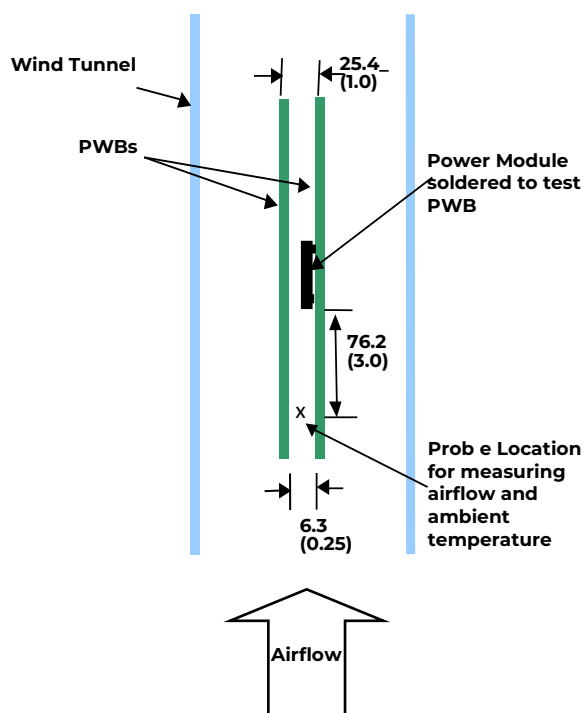 25.4_
(1.0)
Wind Tunnel
PWBs
Power Module
soldered to test
PWB
76.2
(3.0)
x
Prob e Location
for measuring
airflow and
ambient
temperature
6.3
(0.25)
Airflow